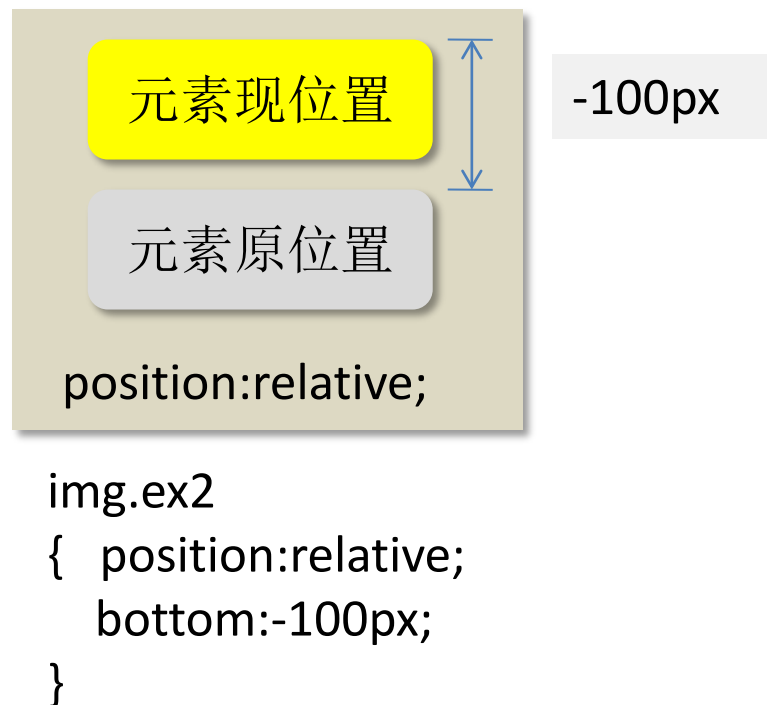 元素现位置
-100px
元素原位置
position:relative;
img.ex2
{ position:relative;
bottom:-100px;
}